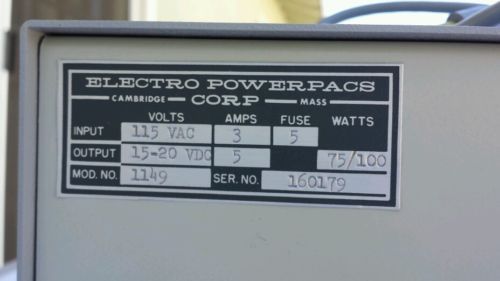 ELECTRO POWERPACS
CAMBRIDGE — CORP — MASS
VOLTS AMPS FUSE WATTS
INPUT 115 VAC 3 5
OUTPUT 15-20 VDC 5 75/100
MOD. NO. 1149 SER. NO. 160179